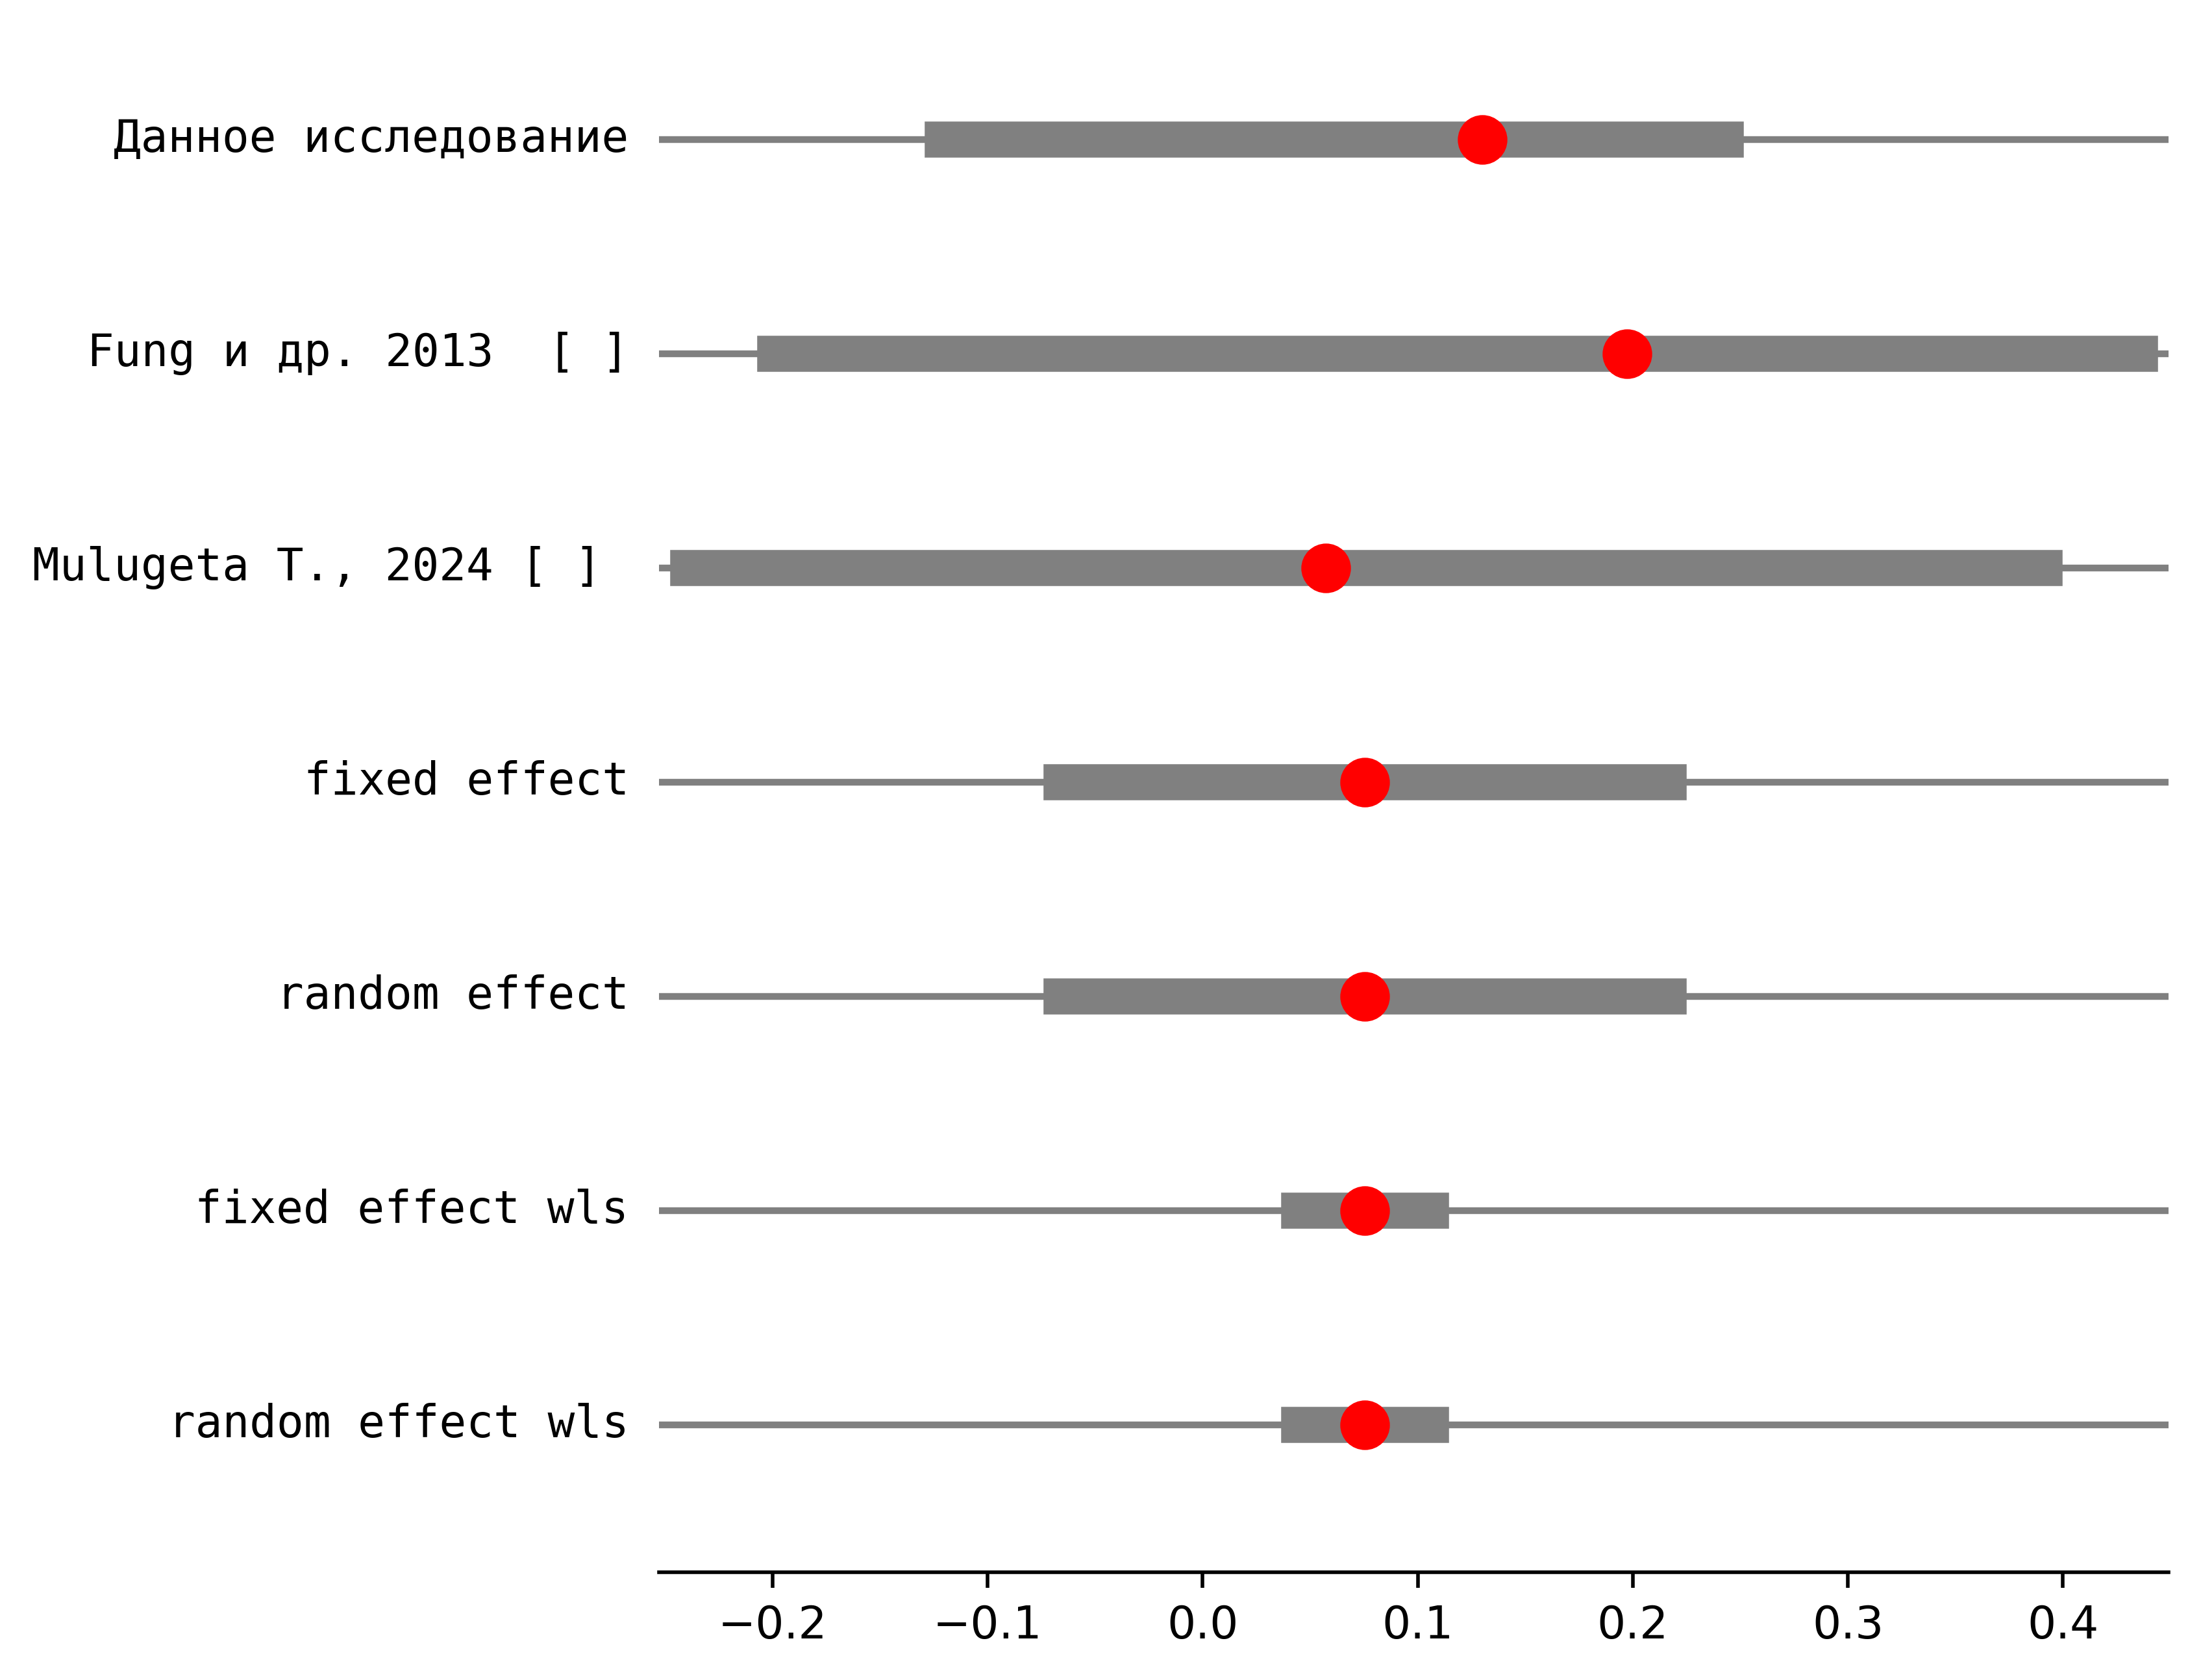 Данное исследование
Fung и др. 2013 [ ]
Mulugeta T., 2024 [ ]
fixed effect
random effect
fixed effect wls
random effect wls
−0.2 −0.1 0.0 0.1 0.2 0.3 0.4